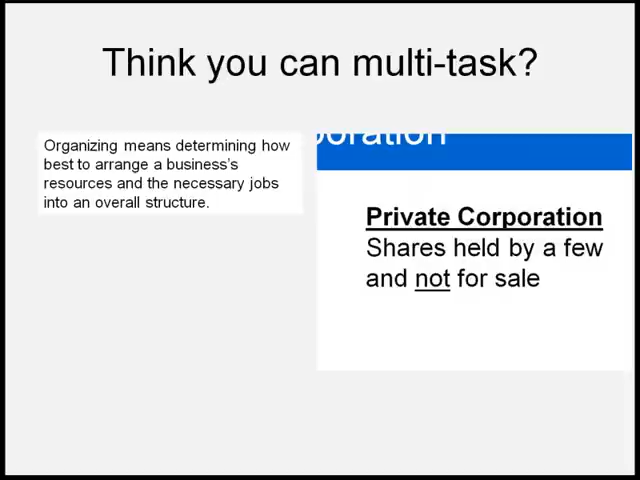 Think you can multi-task?
Organizing means determining how
best to arrange a business's
resources and the necessary jobs
into an overall structure.
poration
Private Corporation
Shares held by a few
and not for sale